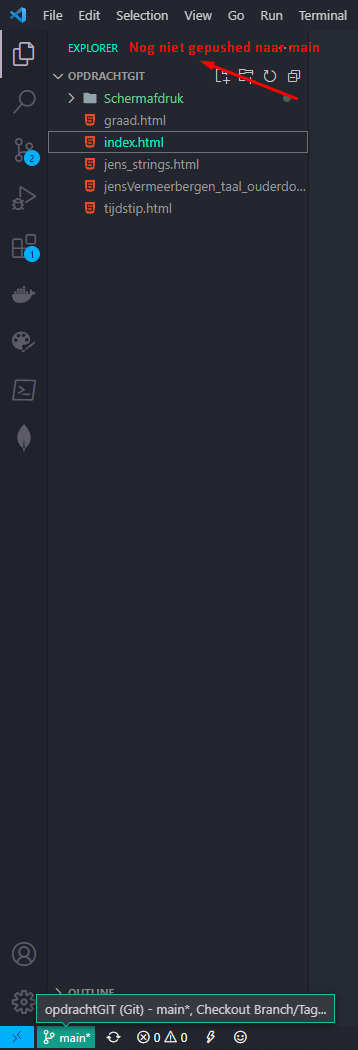 File Edit Selection View Go Run Terminal
EXPLORER Nog niet gepushed naar main
OPDRACHTGIT
Schermafdruk
graad.html
index.html
jens_strings.html
2
jensVermeerbergen_taal_ouderdo...
tijdstip.html
1
OUTLINE
opdrachtGIT (Git) - main*, Checkout Branch/Tag...
main* 0 0